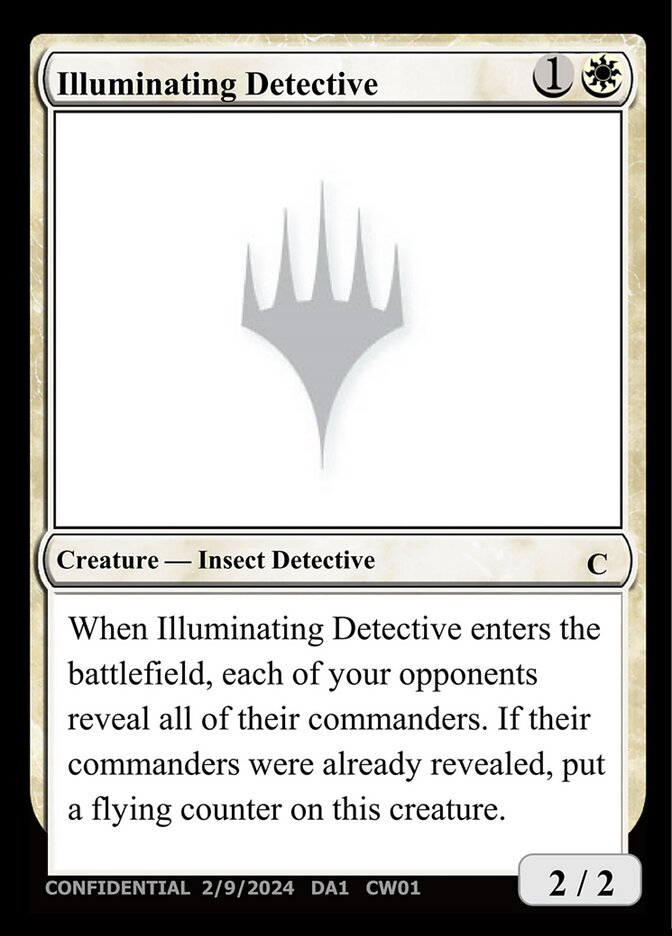 Illuminating Detective 1
Creature — Insect Detective C
When Illuminating Detective enters the
battlefield, each of your opponents
reveal all of their commanders. If their
commanders were already revealed, put
a flying counter on this creature.
CONFIDENTIAL 2/9/2024 DA1 CW01
2 / 2